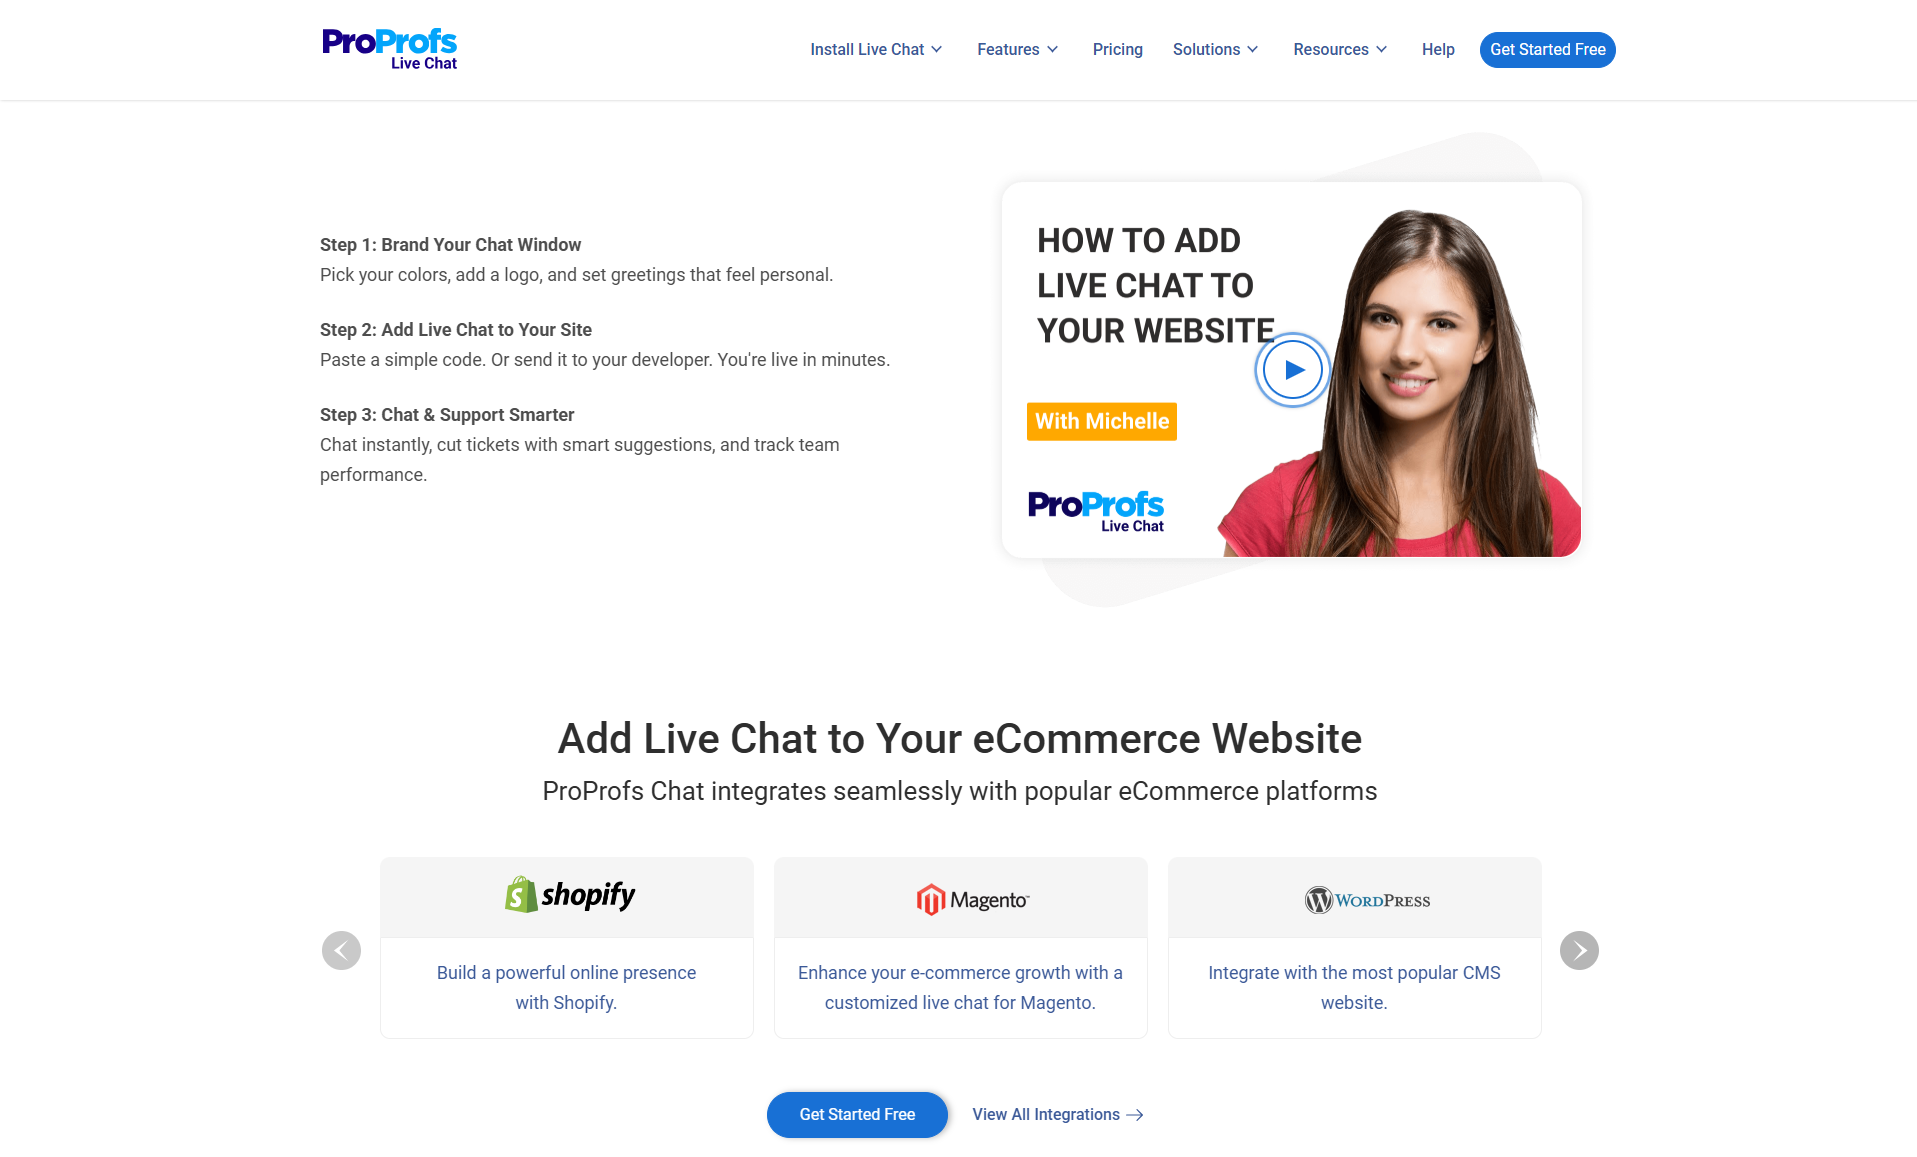 ProProfs
Live Chat
Install Live Chat
Features
Pricing
Solutions
Resources
Help
Get Started Free
Step 1: Brand Your Chat Window
Pick your colors, add a logo, and set greetings that feel personal.
Step 2: Add Live Chat to Your Site
Paste a simple code. Or send it to your developer. You're live in minutes.
Step 3: Chat & Support Smarter
Chat instantly, cut tickets with smart suggestions, and track team
performance.
HOW TO ADD
LIVE CHAT TO
YOUR WEBSITE
With Michelle
ProProfs
Live Chat
Add Live Chat to Your eCommerce Website
ProProfs Chat integrates seamlessly with popular eCommerce platforms
shopify
Build a powerful online presence
with Shopify.
Magento™
Enhance your e-commerce growth with a
customized live chat for Magento.
WORDPRESS
Integrate with the most popular CMS
website.
Get Started Free
View All Integrations